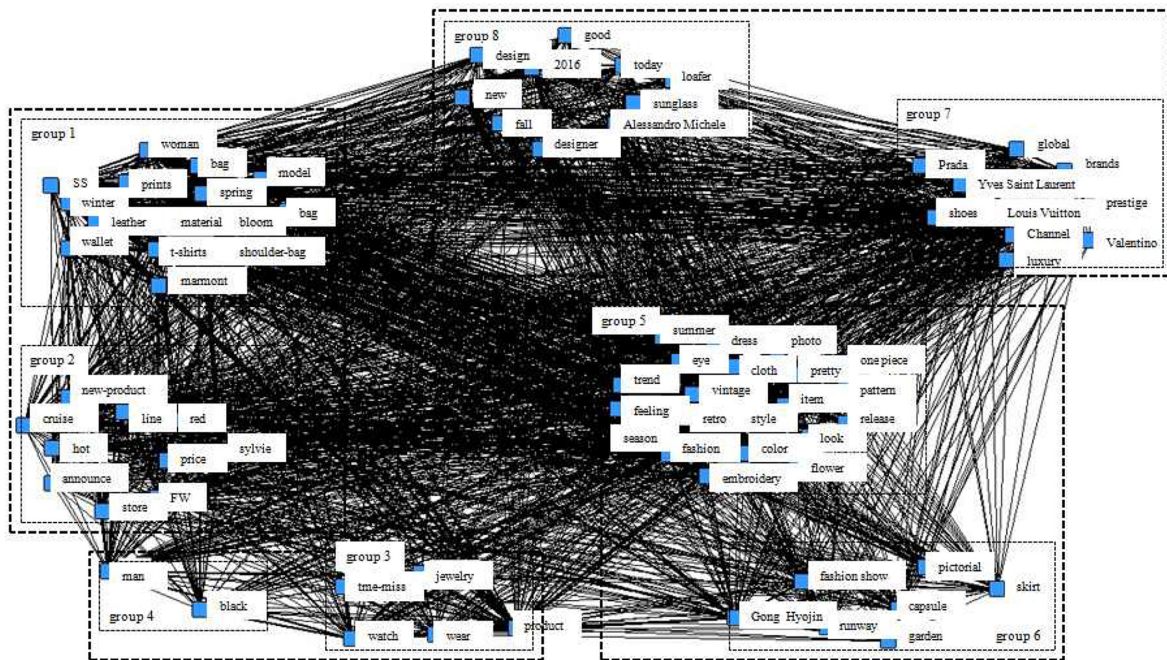 group 8
good
design
2016
today
loafer
new
sunglass
fall
Alessandro Michele
designer
group 7
global
Prada
brands
Yves Saint Laurent
prestige
shoes
Louis Vuitton
Channel
Valentino
luxury
group 1
woman
bag
model
SS
prints
spring
winter
bag
leather
material
bloom
wallet
t-shirts
shoulder-bag
marmont
group 2
new-product
cruise
line
red
hot
sylvie
price
announce
FW
store
group 5
summer
dress
photo
eye
cloth
pretty
one piece
trend
vintage
item
pattern
feeling
retro
style
release
season
fashion
color
look
flower
embroidery
group 3
man
tme-miss
jewelry
black
group 4
watch
wear
product
pictorial
fashion show
skirt
capsule
Gong Hyojin
runway
garden
group 6